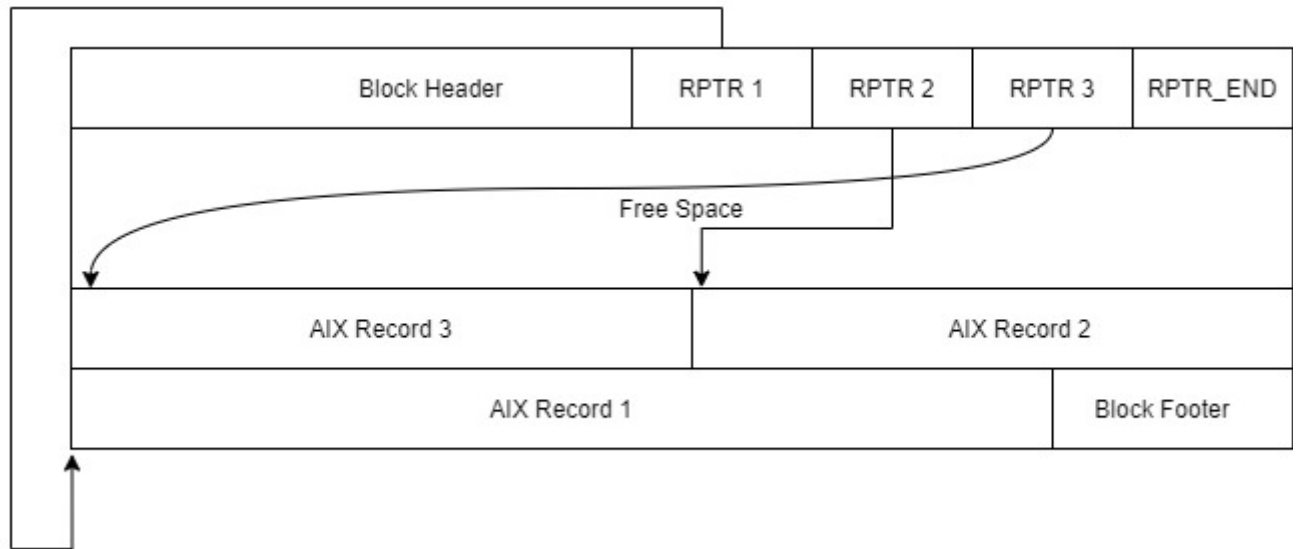 Block Header
RPTR 1
RPTR 2
RPTR 3
RPTR_END
Free Space
AIX Record 3
AIX Record 2
AIX Record 1
Block Footer